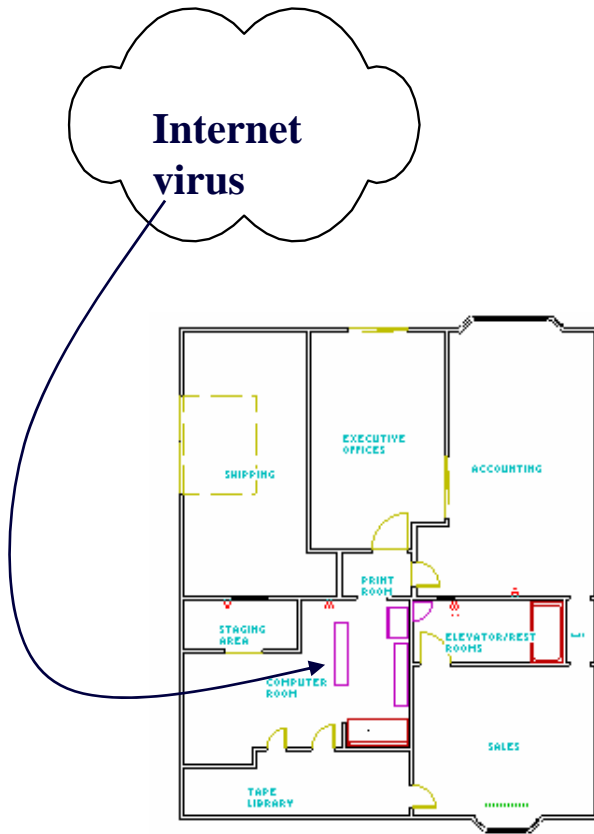 Internet
virus
EXECUTIVE
OFFICES
SHIPPING
ACCOUNTING
PRINT
ROOM
STAGING
AREA
ELEVATOR/REST
ROOMS
COMPUTER
ROOM
SALES
TAPE
LIBRARY